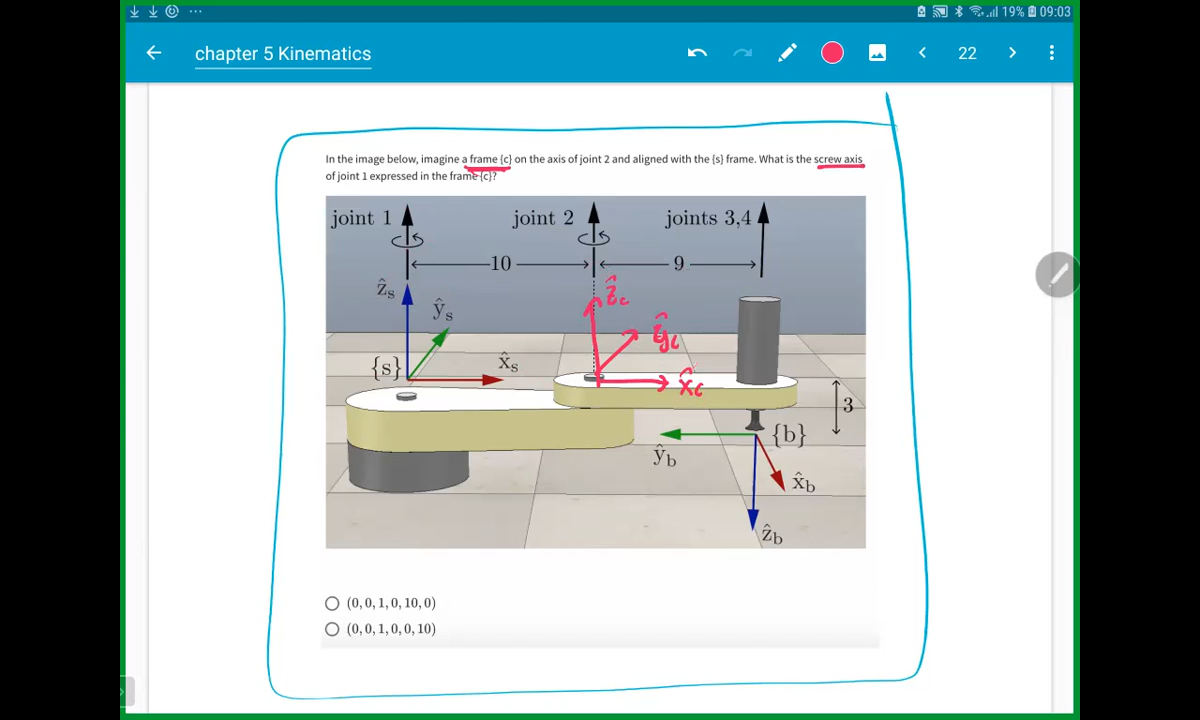 19% 09:03
chapter 5 Kinematics
22
In the image below, imagine a frame {c} on the axis of joint 2 and aligned with the {s} frame. What is the screw axis
of joint 1 expressed in the frame {c}?
joint 1
joint 2
joints 3,4
10
9
ẑs
ŷs
x̂s
{s}
ẑc
ŷc
x̂c
3
{b}
ŷb
x̂b
ẑb
(0, 0, 1, 0, 10, 0)
(0, 0, 1, 0, 0, 10)